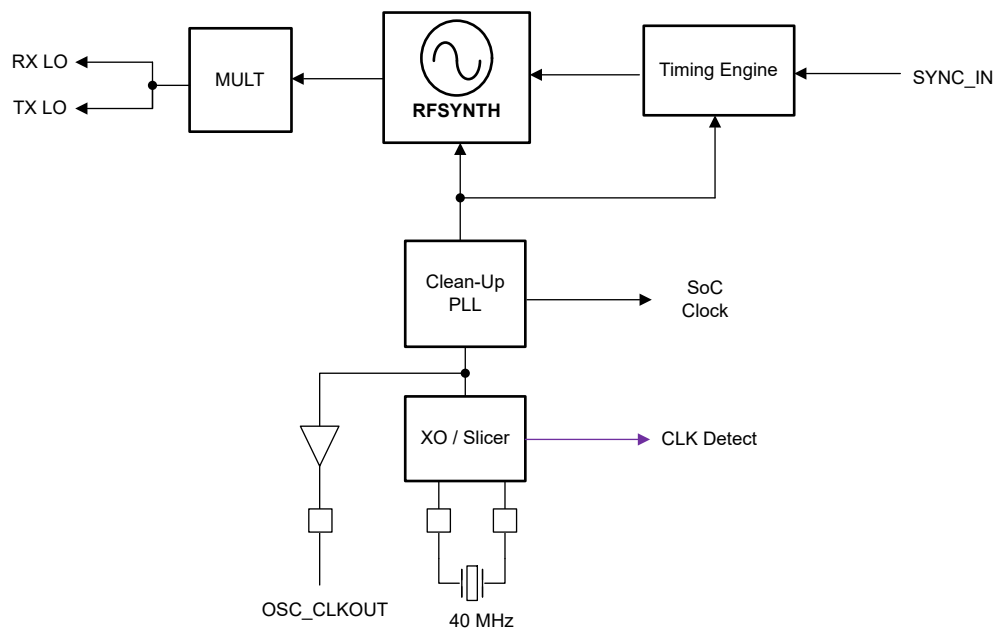 RX LO
TX LO
MULT
RFSYNTH
Timing Engine
SYNC_IN
Clean-Up
PLL
SoC
Clock
XO / Slicer
CLK Detect
OSC_CLKOUT
40 MHz